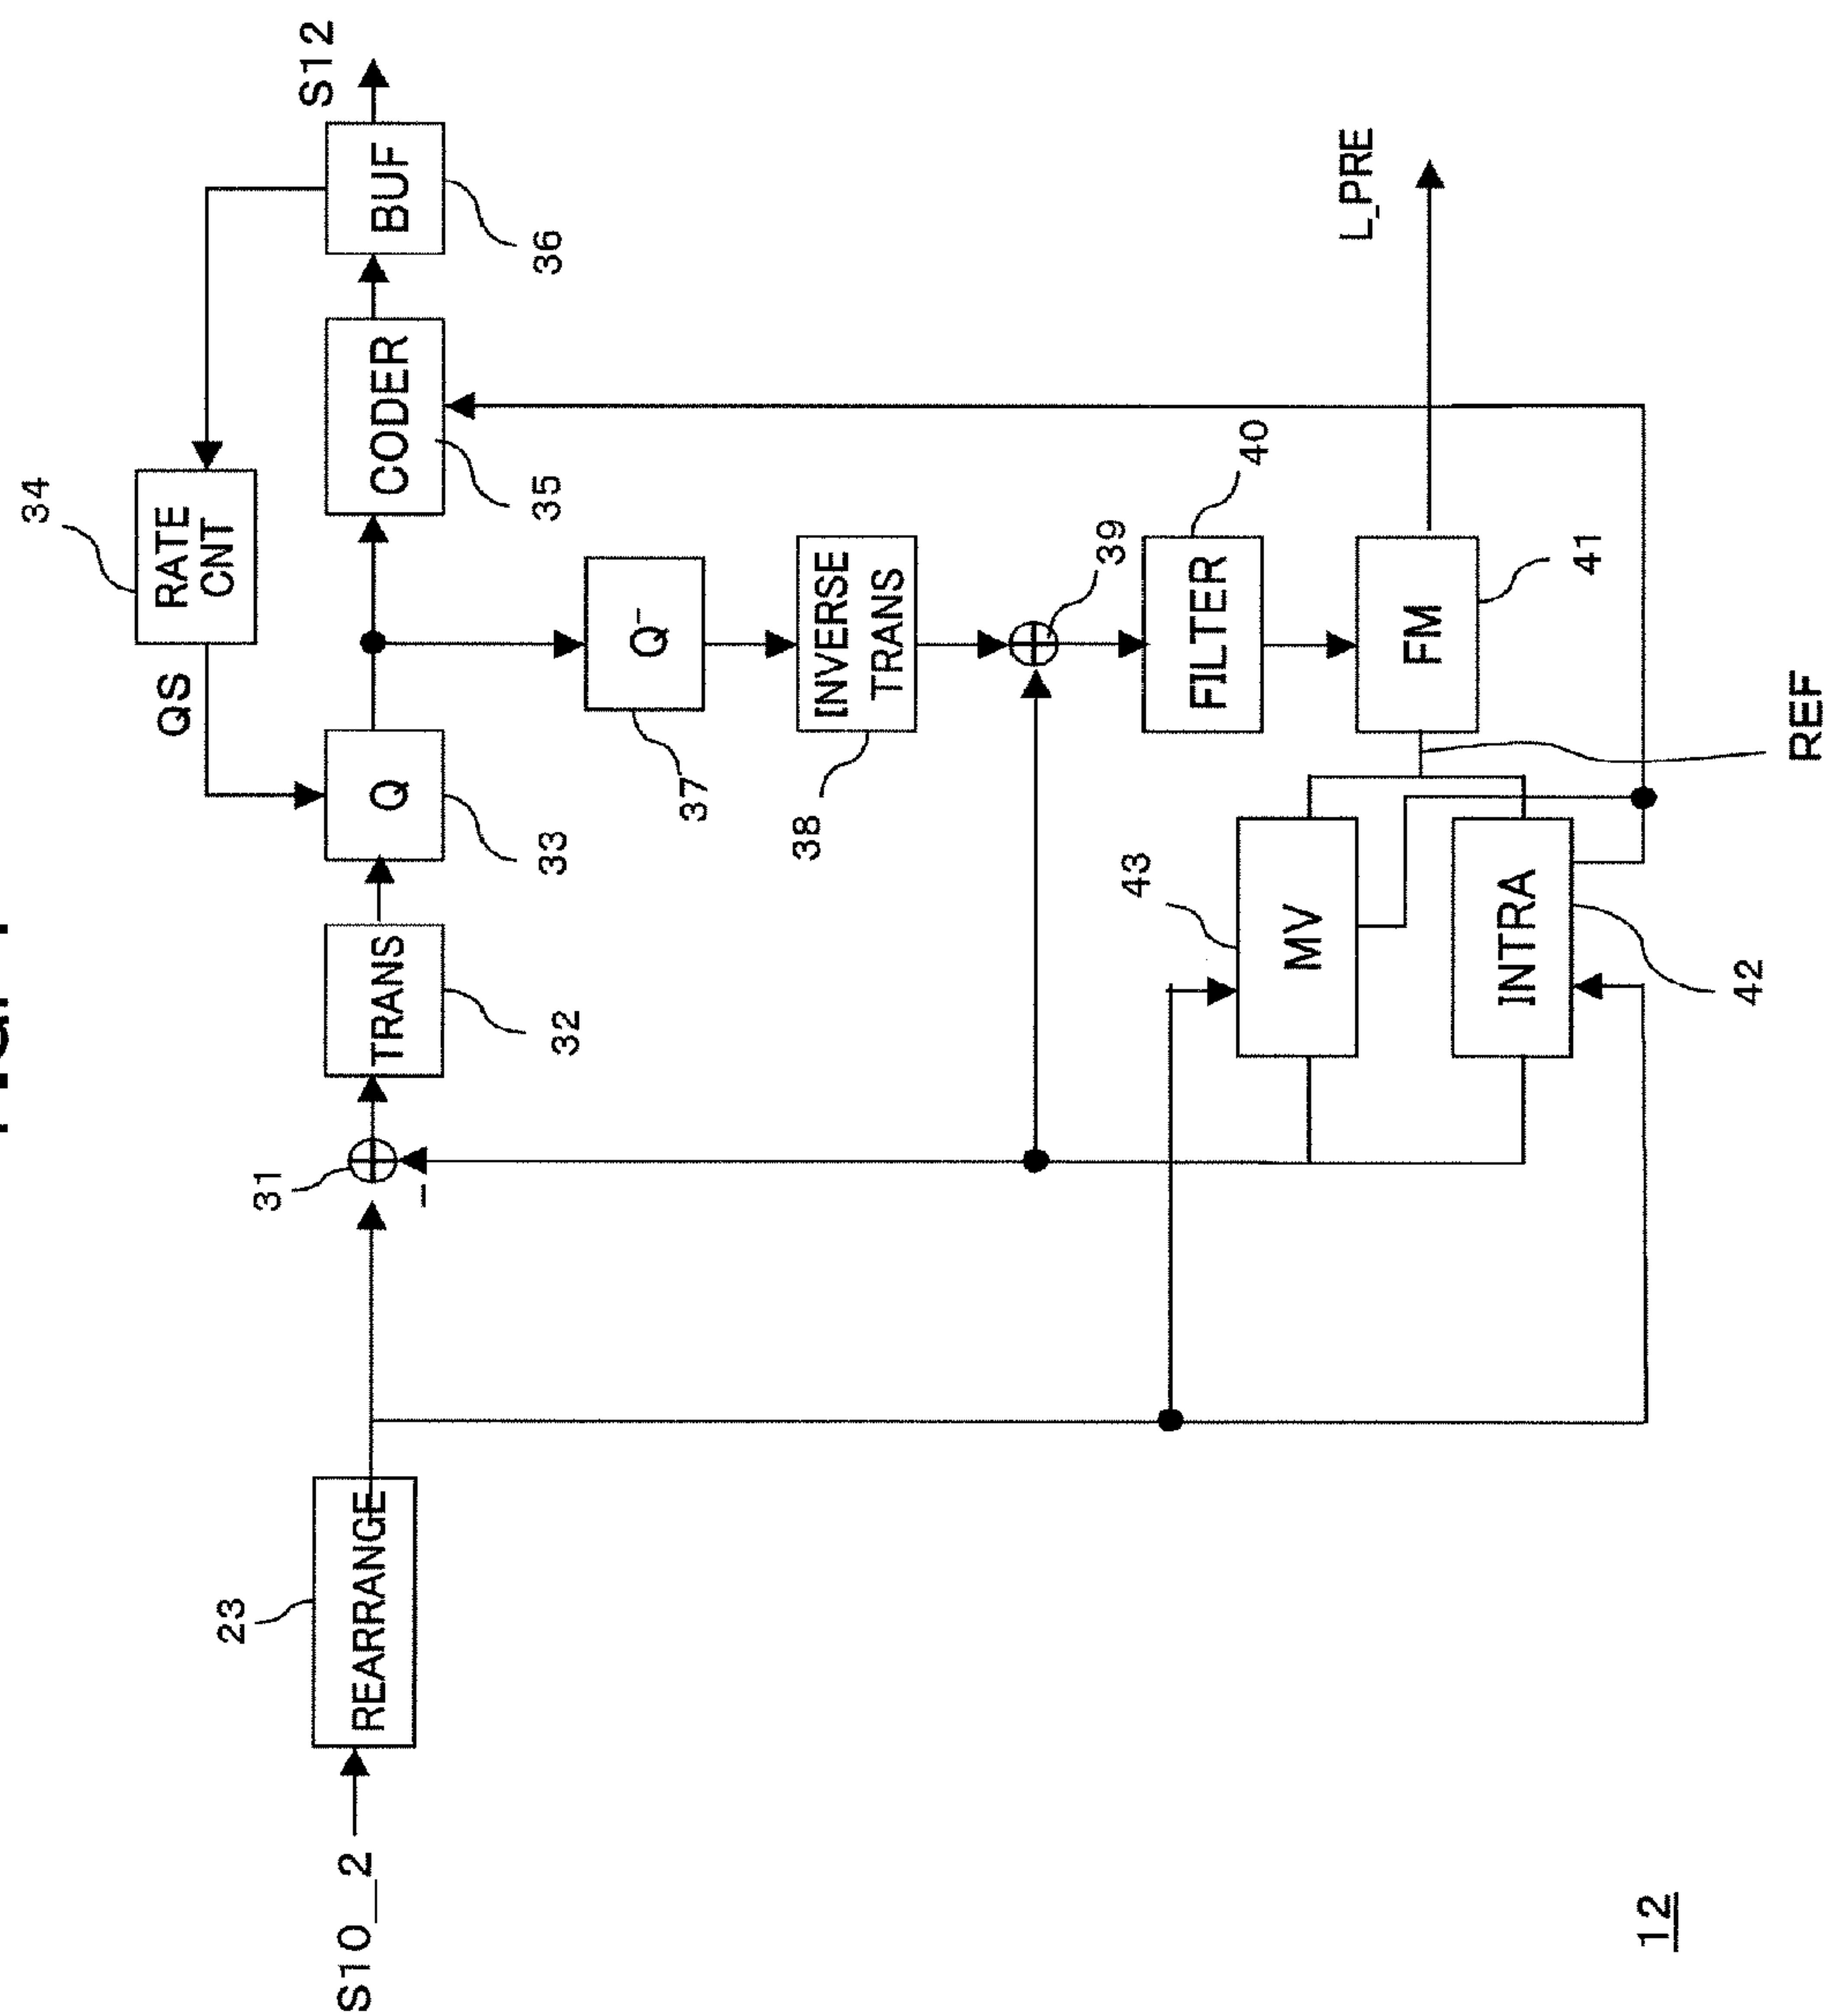 12
S10__2
REARRANGE
23
31
−
TRANS
32
Q
33
QS
RATE
CNT
34
CODER
35
BUF
36
S12
Q⁻
37
INVERSE
TRANS
38
39
FILTER
40
FM
41
L_PRE
REF
MV
43
INTRA
42